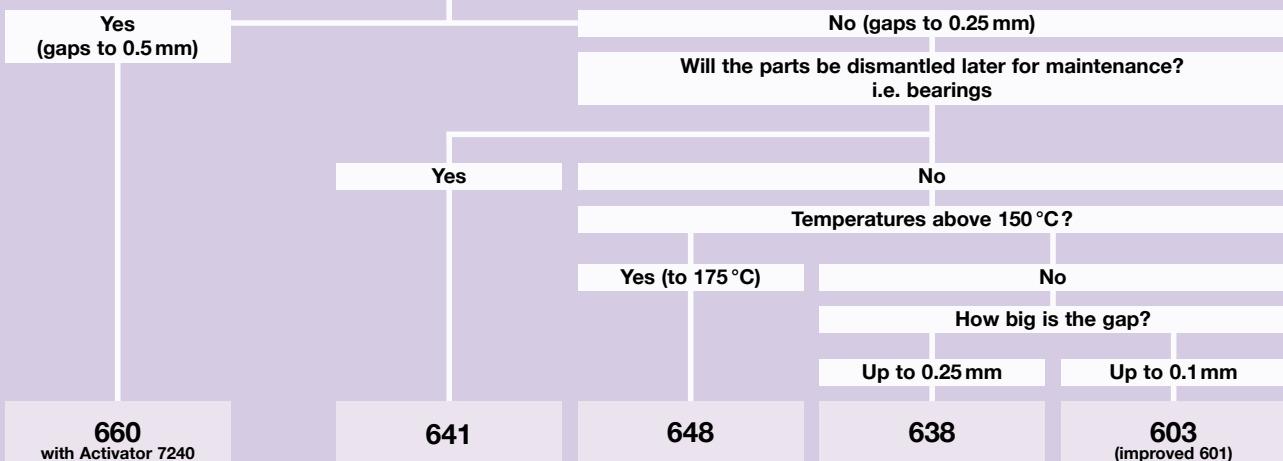 Yes
(gaps to 0.5 mm)
No (gaps to 0.25 mm)
Will the parts be dismantled later for maintenance?
i.e. bearings
Yes
No
Temperatures above 150 °C?
Yes (to 175 °C)
No
How big is the gap?
Up to 0.25 mm
Up to 0.1 mm
660
with Activator 7240
641
648
638
603
(improved 601)